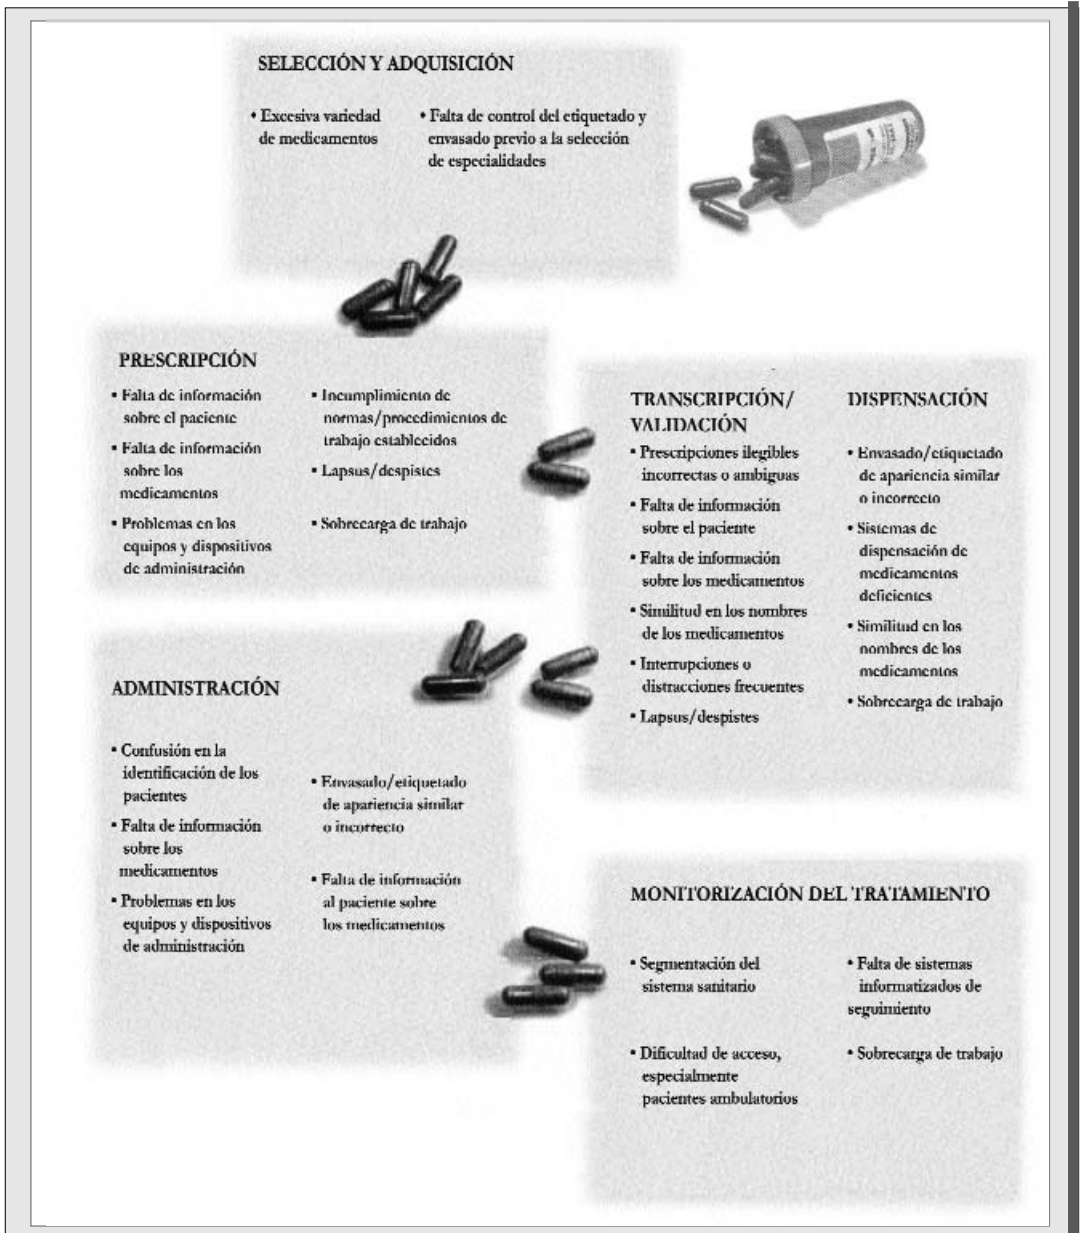 SELECCIÓN Y ADQUISICIÓN
• Excesiva variedad
de medicamentos
• Falta de control del etiquetado y
envasado previo a la selección
de especialidades
PRESCRIPCIÓN
• Falta de información
sobre el paciente
• Falta de información
sobre los
medicamentos
• Problemas en los
equipos y dispositivos
de administración
• Incumplimiento de
normas/procedimientos de
trabajo establecidos
• Lapsus/despistes
• Sobrecarga de trabajo
TRANSCRIPCIÓN/
VALIDACIÓN
• Prescripciones ilegibles
incorrectas o ambiguas
• Falta de información
sobre el paciente
• Falta de información
sobre los medicamentos
• Similitud en los nombres
de los medicamentos
• Interrupciones o
distracciones frecuentes
• Lapsus/despistes
DISPENSACIÓN
• Envasado/etiquetado
de apariencia similar
o incorrecto
• Sistemas de
dispensación de
medicamentos
deficientes
• Similitud en los
nombres de los
medicamentos
• Sobrecarga de trabajo
ADMINISTRACIÓN
• Confusión en la
identificación de los
pacientes
• Falta de información
sobre los
medicamentos
• Problemas en los
equipos y dispositivos
de administración
• Envasado/etiquetado
de apariencia similar
o incorrecto
• Falta de información
al paciente sobre
los medicamentos
MONITORIZACIÓN DEL TRATAMIENTO
• Segmentación del
sistema sanitario
• Dificultad de acceso,
especialmente
pacientes ambulatorios
• Falta de sistemas
informatizados de
seguimiento
• Sobrecarga de trabajo